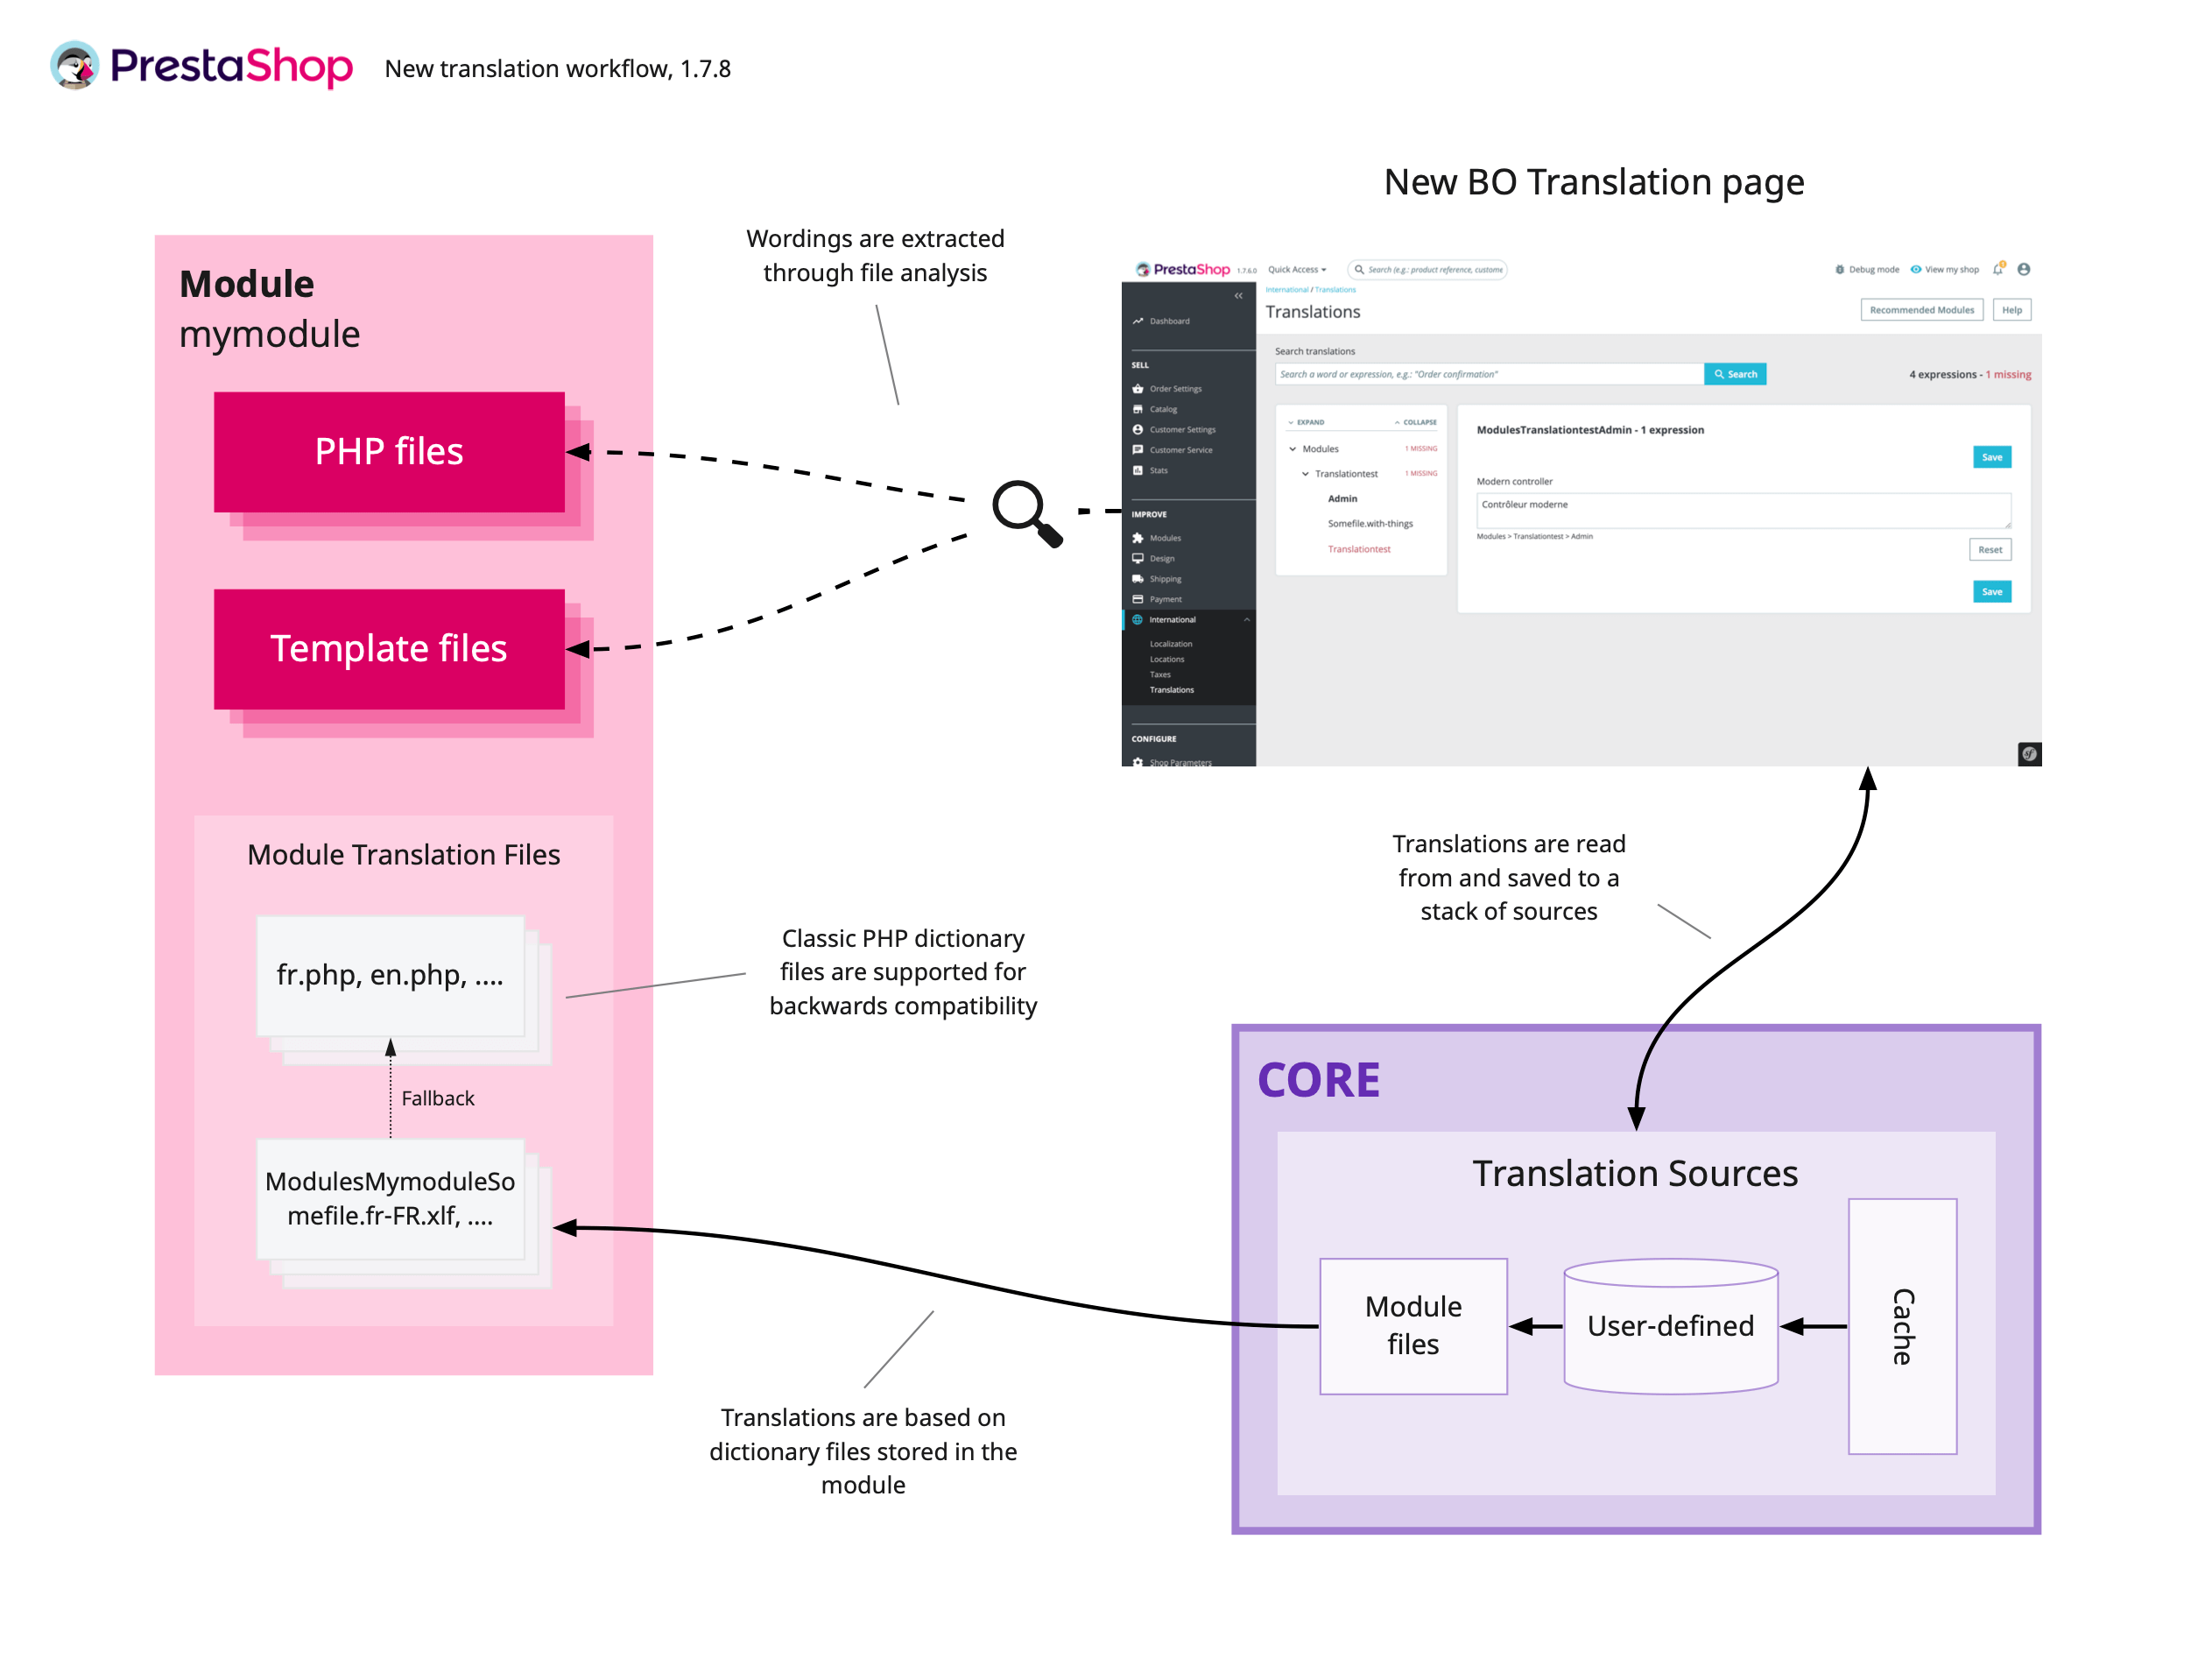 PrestaShop
New translation workflow, 1.7.8
New BO Translation page
Wordings are extracted
through file analysis
Module
mymodule
PHP files
Template files
Module Translation Files
fr.php, en.php, ....
Fallback
ModulesMymoduleSo
mefile.fr-FR.xlf, ....
Classic PHP dictionary
files are supported for
backwards compatibility
Translations are based on
dictionary files stored in the
module
PrestaShop 1.7.6.0
Quick Access
Search (e.g.: product reference, custome
Debug mode
View my shop
International / Translations
Translations
Recommended Modules
Help
Dashboard
SELL
Order Settings
Catalog
Customer Settings
Customer Service
Stats
IMPROVE
Modules
Design
Shipping
Payment
International
Localization
Locations
Taxes
Translations
CONFIGURE
Shop Parameters
Search translations
Search a word or expression, e.g.: "Order confirmation"
Search
4 expressions - 1 missing
EXPAND
COLLAPSE
Modules
1 MISSING
Translationtest
1 MISSING
Admin
Somefile.with-things
Translationtest
ModulesTranslationtestAdmin - 1 expression
Save
Modern controller
Contrôleur moderne
Modules > Translationtest > Admin
Reset
Save
Translations are read
from and saved to a
stack of sources
CORE
Translation Sources
Module
files
User-defined
Cache